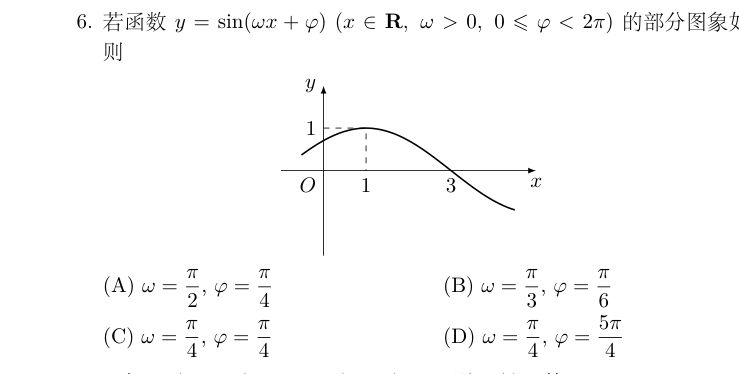 6. 若函数 y = sin(ωx + φ) (x ∈ R, ω > 0, 0 ⩽ φ < 2π) 的部分图象
则
y
1
O 1 3 x
(A) ω = π/2, φ = π/4 (B) ω = π/3, φ = π/6
(C) ω = π/4, φ = π/4 (D) ω = π/4, φ = 5π/4